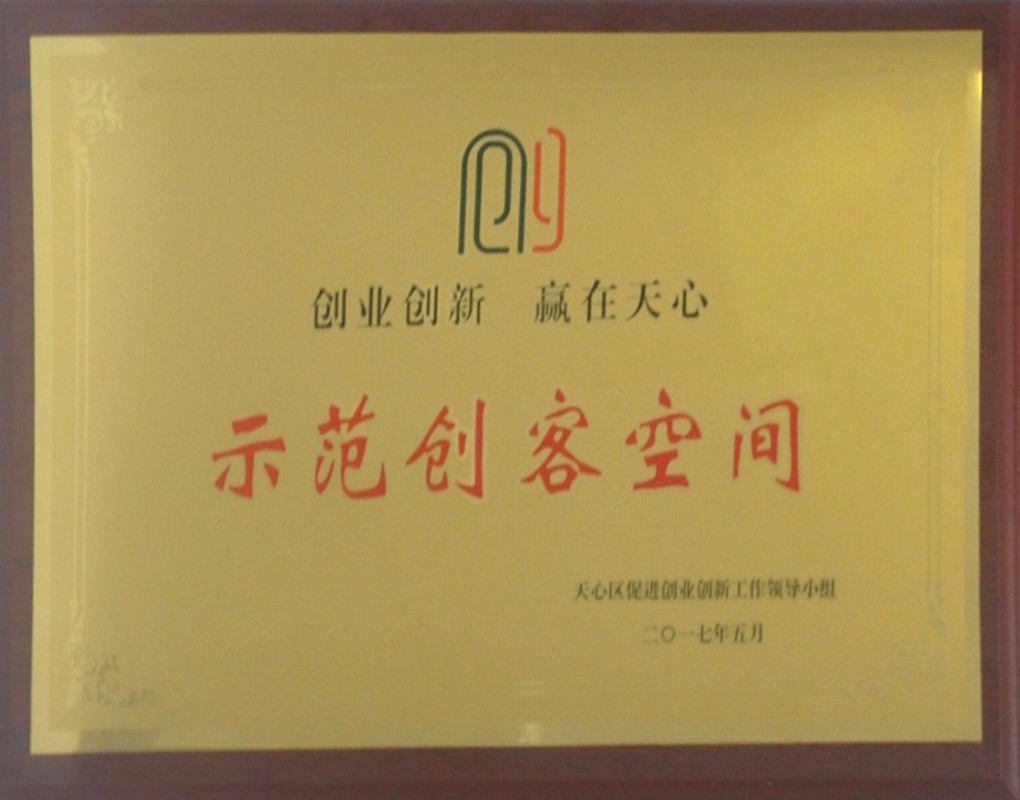 创业创新 赢在天心
示范创客空间
天心区促进创业创新工作领导小组
二〇一七年五月